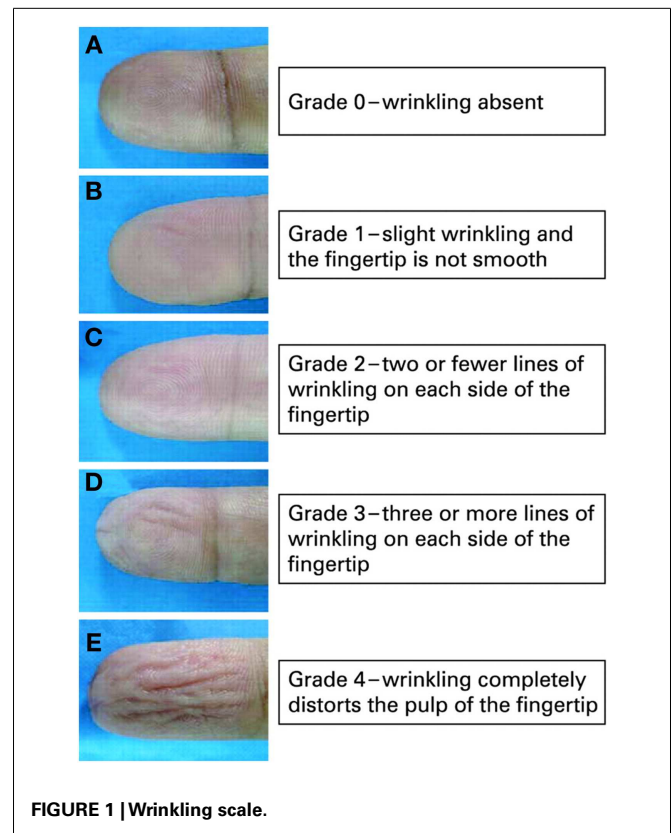 A
Grade 0–wrinkling absent
B
Grade 1–slight wrinkling and
the fingertip is not smooth
C
Grade 2–two or fewer lines of
wrinkling on each side of the
fingertip
D
Grade 3–three or more lines of
wrinkling on each side of the
fingertip
E
Grade 4–wrinkling completely
distorts the pulp of the fingertip
FIGURE 1 | Wrinkling scale.